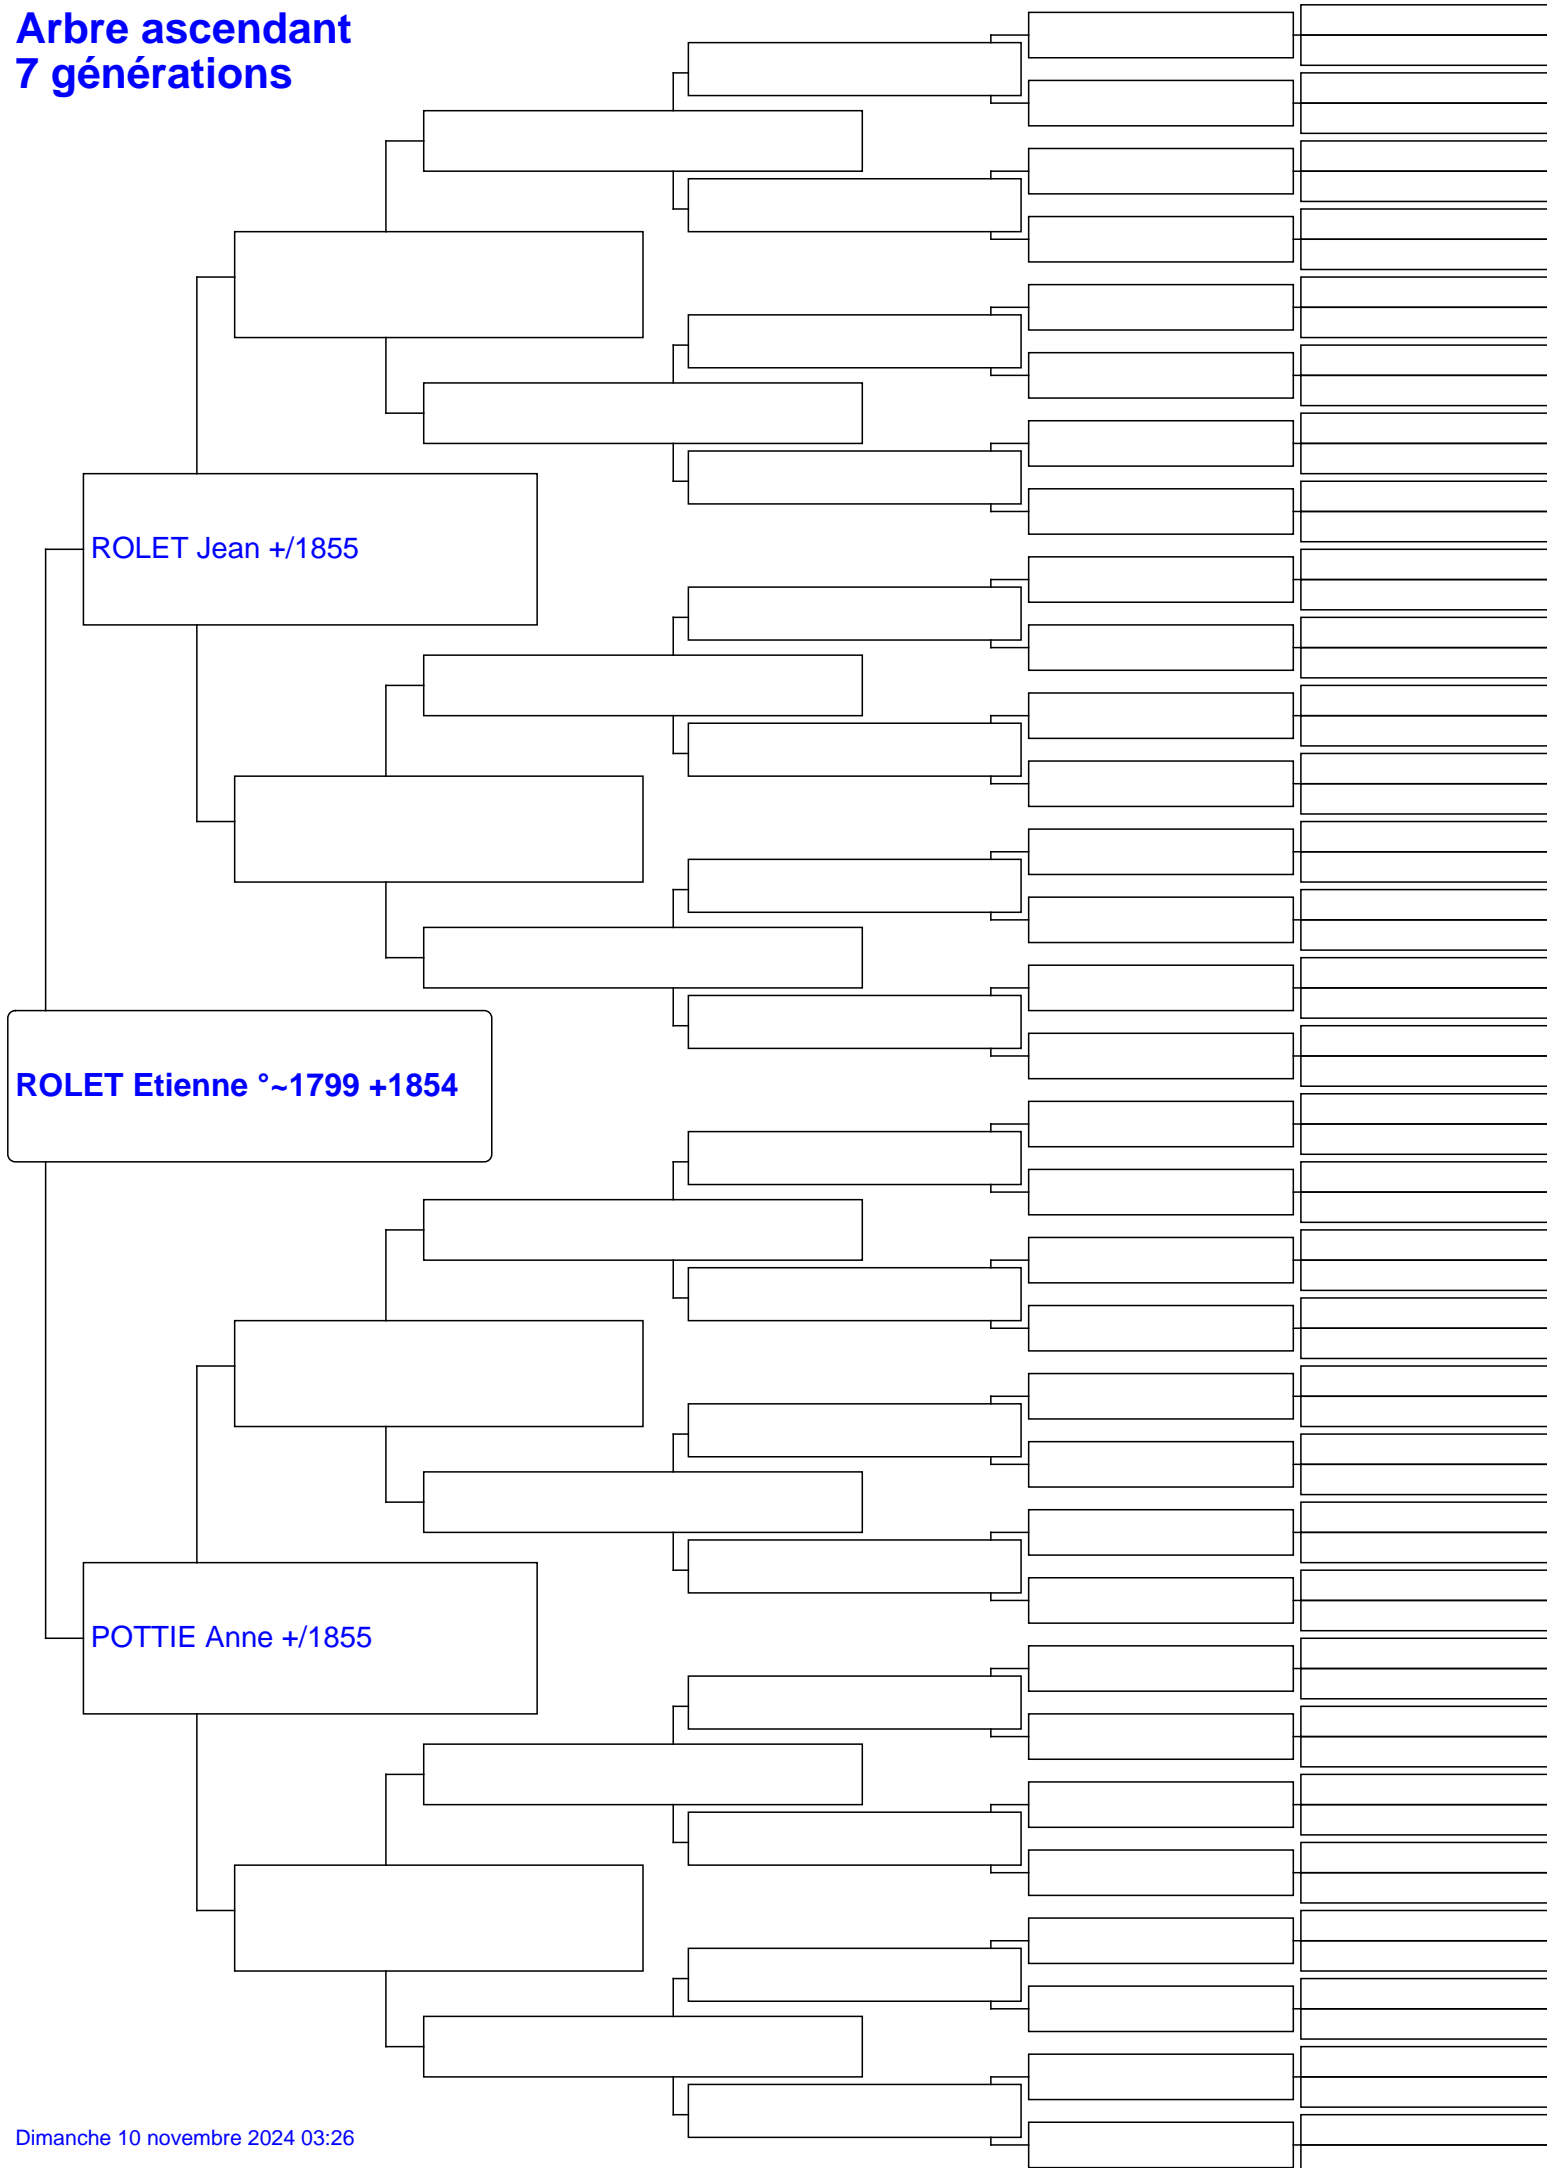 Arbre ascendant
7 générations
ROLET Jean +/1855
ROLET Etienne °~1799 +1854
POTTIE Anne +/1855
Dimanche 10 novembre 2024 03:26